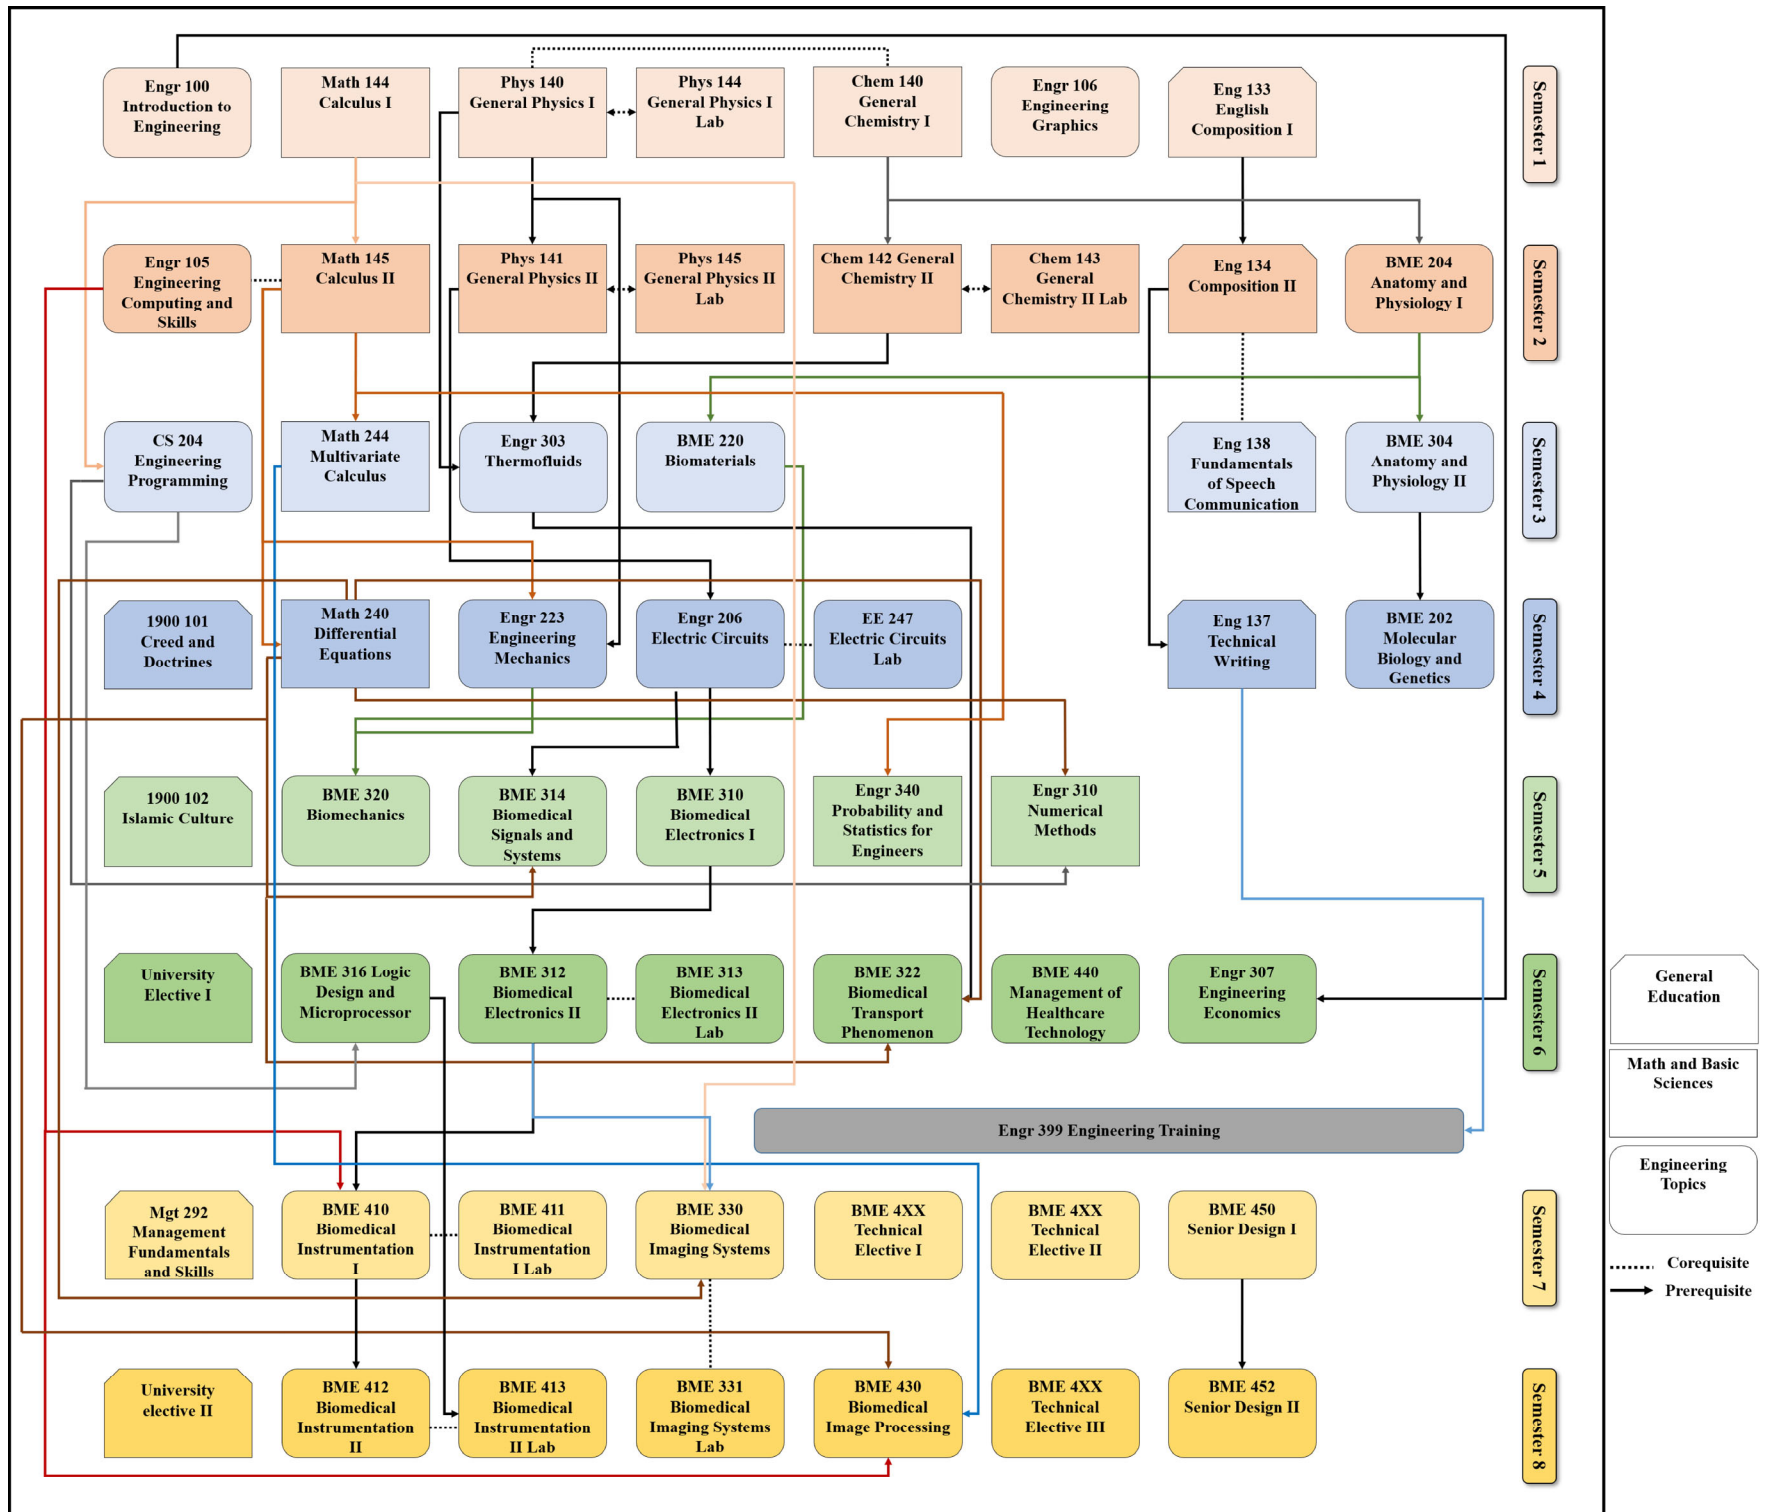 Engr 100
Introduction to
Engineering
Math 144
Calculus I
Phys 140
General Physics I
Phys 144
General Physics I
Lab
Chem 140
General
Chemistry I
Engr 106
Engineering
Graphics
Eng 133
English
Composition I
Semester 1
Engr 105
Engineering
Computing and
Skills
Math 145
Calculus II
Phys 141
General Physics II
Phys 145
General Physics II
Lab
Chem 142 General
Chemistry II
Chem 143
General
Chemistry II Lab
Eng 134
Composition II
BME 204
Anatomy and
Physiology I
Semester 2
CS 204
Engineering
Programming
Math 244
Multivariate
Calculus
Engr 303
Thermofluids
BME 220
Biomaterials
Eng 138
Fundamentals
of Speech
Communication
BME 304
Anatomy and
Physiology II
Semester 3
1900 101
Creed and
Doctrines
Math 240
Differential
Equations
Engr 223
Engineering
Mechanics
Engr 206
Electric Circuits
EE 247
Electric Circuits
Lab
Eng 137
Technical
Writing
BME 202
Molecular
Biology and
Genetics
Semester 4
1900 102
Islamic Culture
BME 320
Biomechanics
BME 314
Biomedical
Signals and
Systems
BME 310
Biomedical
Electronics I
Engr 340
Probability and
Statistics for
Engineers
Engr 310
Numerical
Methods
Semester 5
University
Elective I
BME 316 Logic
Design and
Microprocessor
BME 312
Biomedical
Electronics II
BME 313
Biomedical
Electronics II
Lab
BME 322
Biomedical
Transport
Phenomenon
BME 440
Management of
Healthcare
Technology
Engr 307
Engineering
Economics
Semester 6
Engr 399 Engineering Training
Mgt 292
Management
Fundamentals
and Skills
BME 410
Biomedical
Instrumentation
I
BME 411
Biomedical
Instrumentation
I Lab
BME 330
Biomedical
Imaging Systems
BME 4XX
Technical
Elective I
BME 4XX
Technical
Elective II
BME 450
Senior Design I
Semester 7
University
elective II
BME 412
Biomedical
Instrumentation
II
BME 413
Biomedical
Instrumentation
II Lab
BME 331
Biomedical
Imaging Systems
Lab
BME 430
Biomedical
Image Processing
BME 4XX
Technical
Elective III
BME 452
Senior Design II
Semester 8
General
Education
Math and Basic
Sciences
Engineering
Topics
Corequisite
Prerequisite